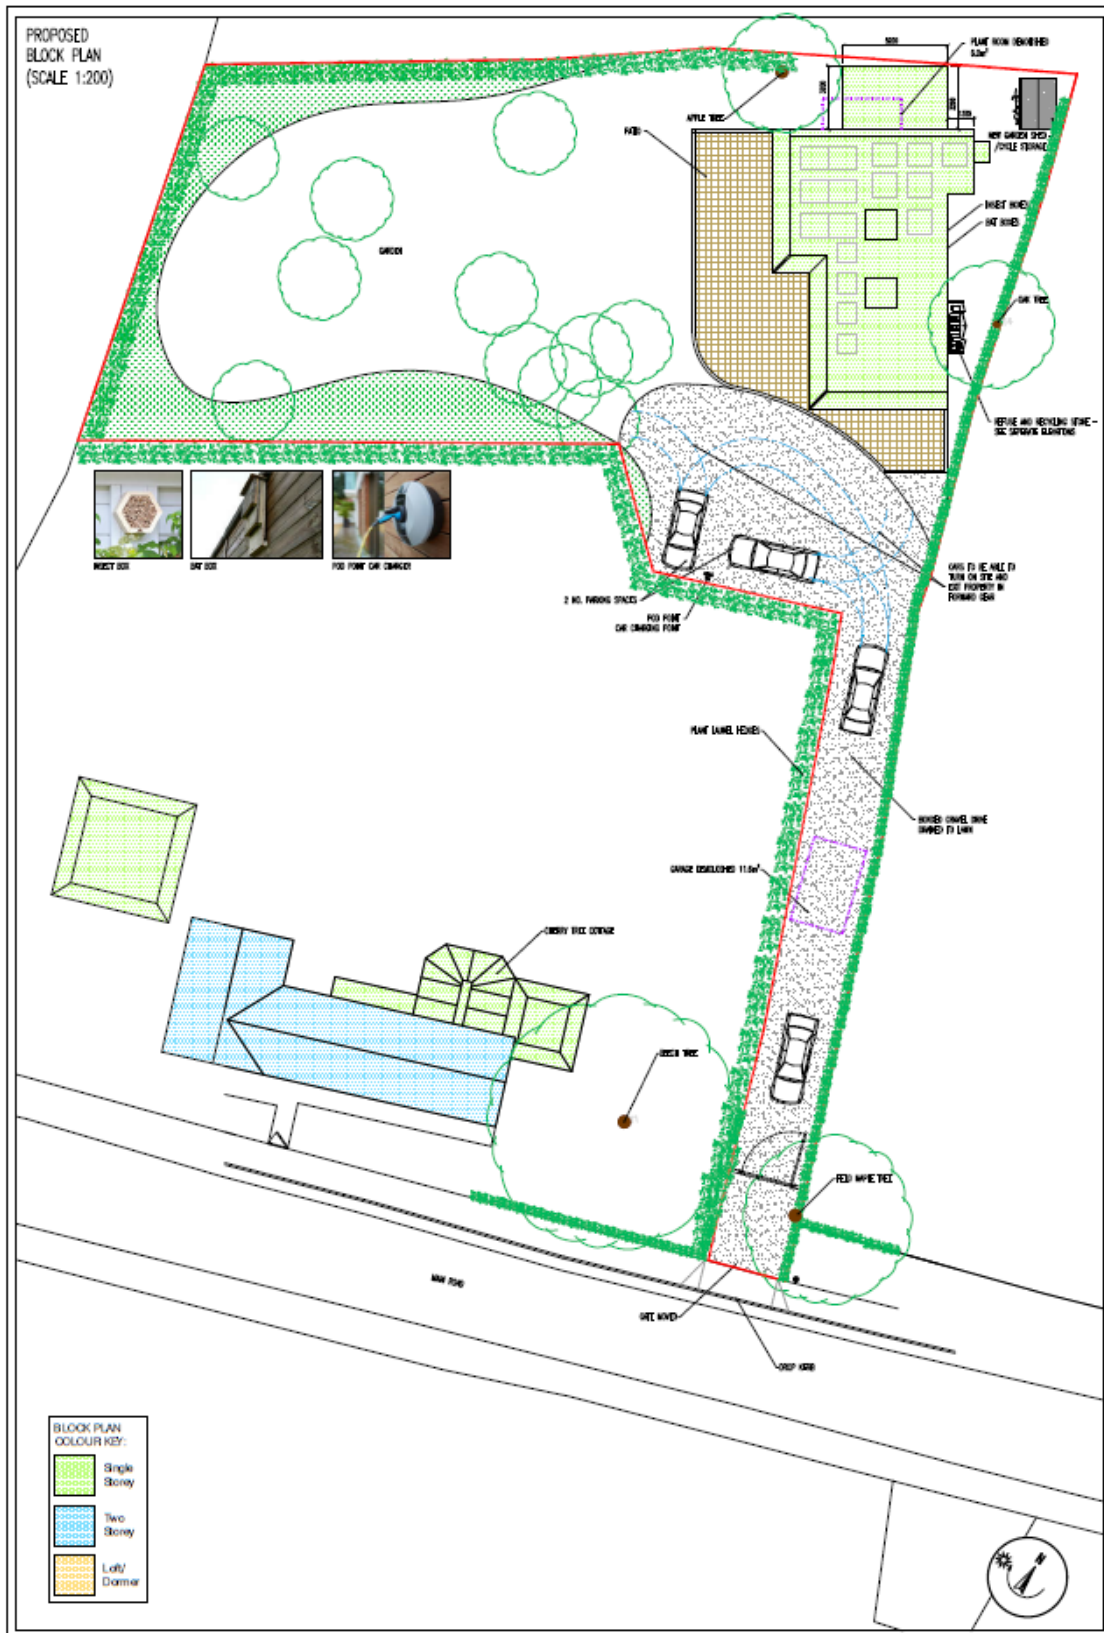 PROPOSED
BLOCK PLAN
(SCALE 1:200)
PLANT ROOM DEMOLISHED
APPLE TREE
PATIO
NEW GARDEN SHED
/CYCLE STORAGE
INSECT BOXES
BAT BOXES
GARDEN
OAK TREE
REFUSE AND RECYCLING STORE -
SEE SEPARATE ELEVATIONS
INSECT BOX
BAT BOX
POD POINT CAR CHARGER
CARS TO BE ABLE TO
TURN ON SITE AND
EXIT PROPERTY IN
FORWARD GEAR
2 NO. PARKING SPACES
POD POINT
CAR CHARGING POINT
PLANT LAUREL HEDGES
BONDED GRAVEL DRIVE
DRAINED TO LAWN
GARAGE DEMOLISHED 11.6m²
CHERRY TREE COTTAGE
BEECH TREE
FIELD MAPLE TREE
MAIN ROAD
GATE MOVED
DROP KERB
BLOCK PLAN
COLOUR KEY:
Single
Storey
Two
Storey
Loft/
Dormer
N